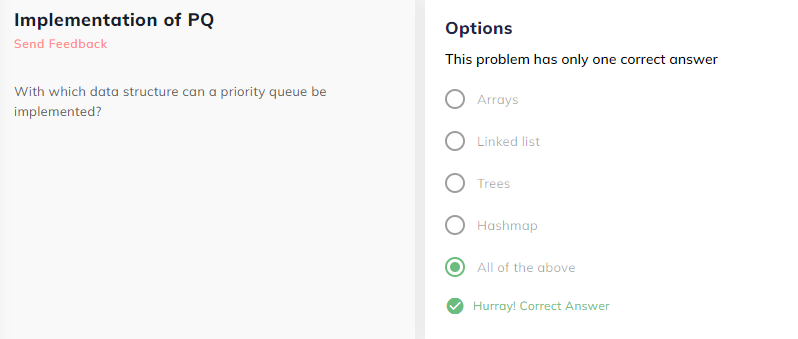 Implementation of PQ
Send Feedback
With which data structure can a priority queue be
implemented?
Options
This problem has only one correct answer
Arrays
Linked list
Trees
Hashmap
All of the above
Hurray! Correct Answer